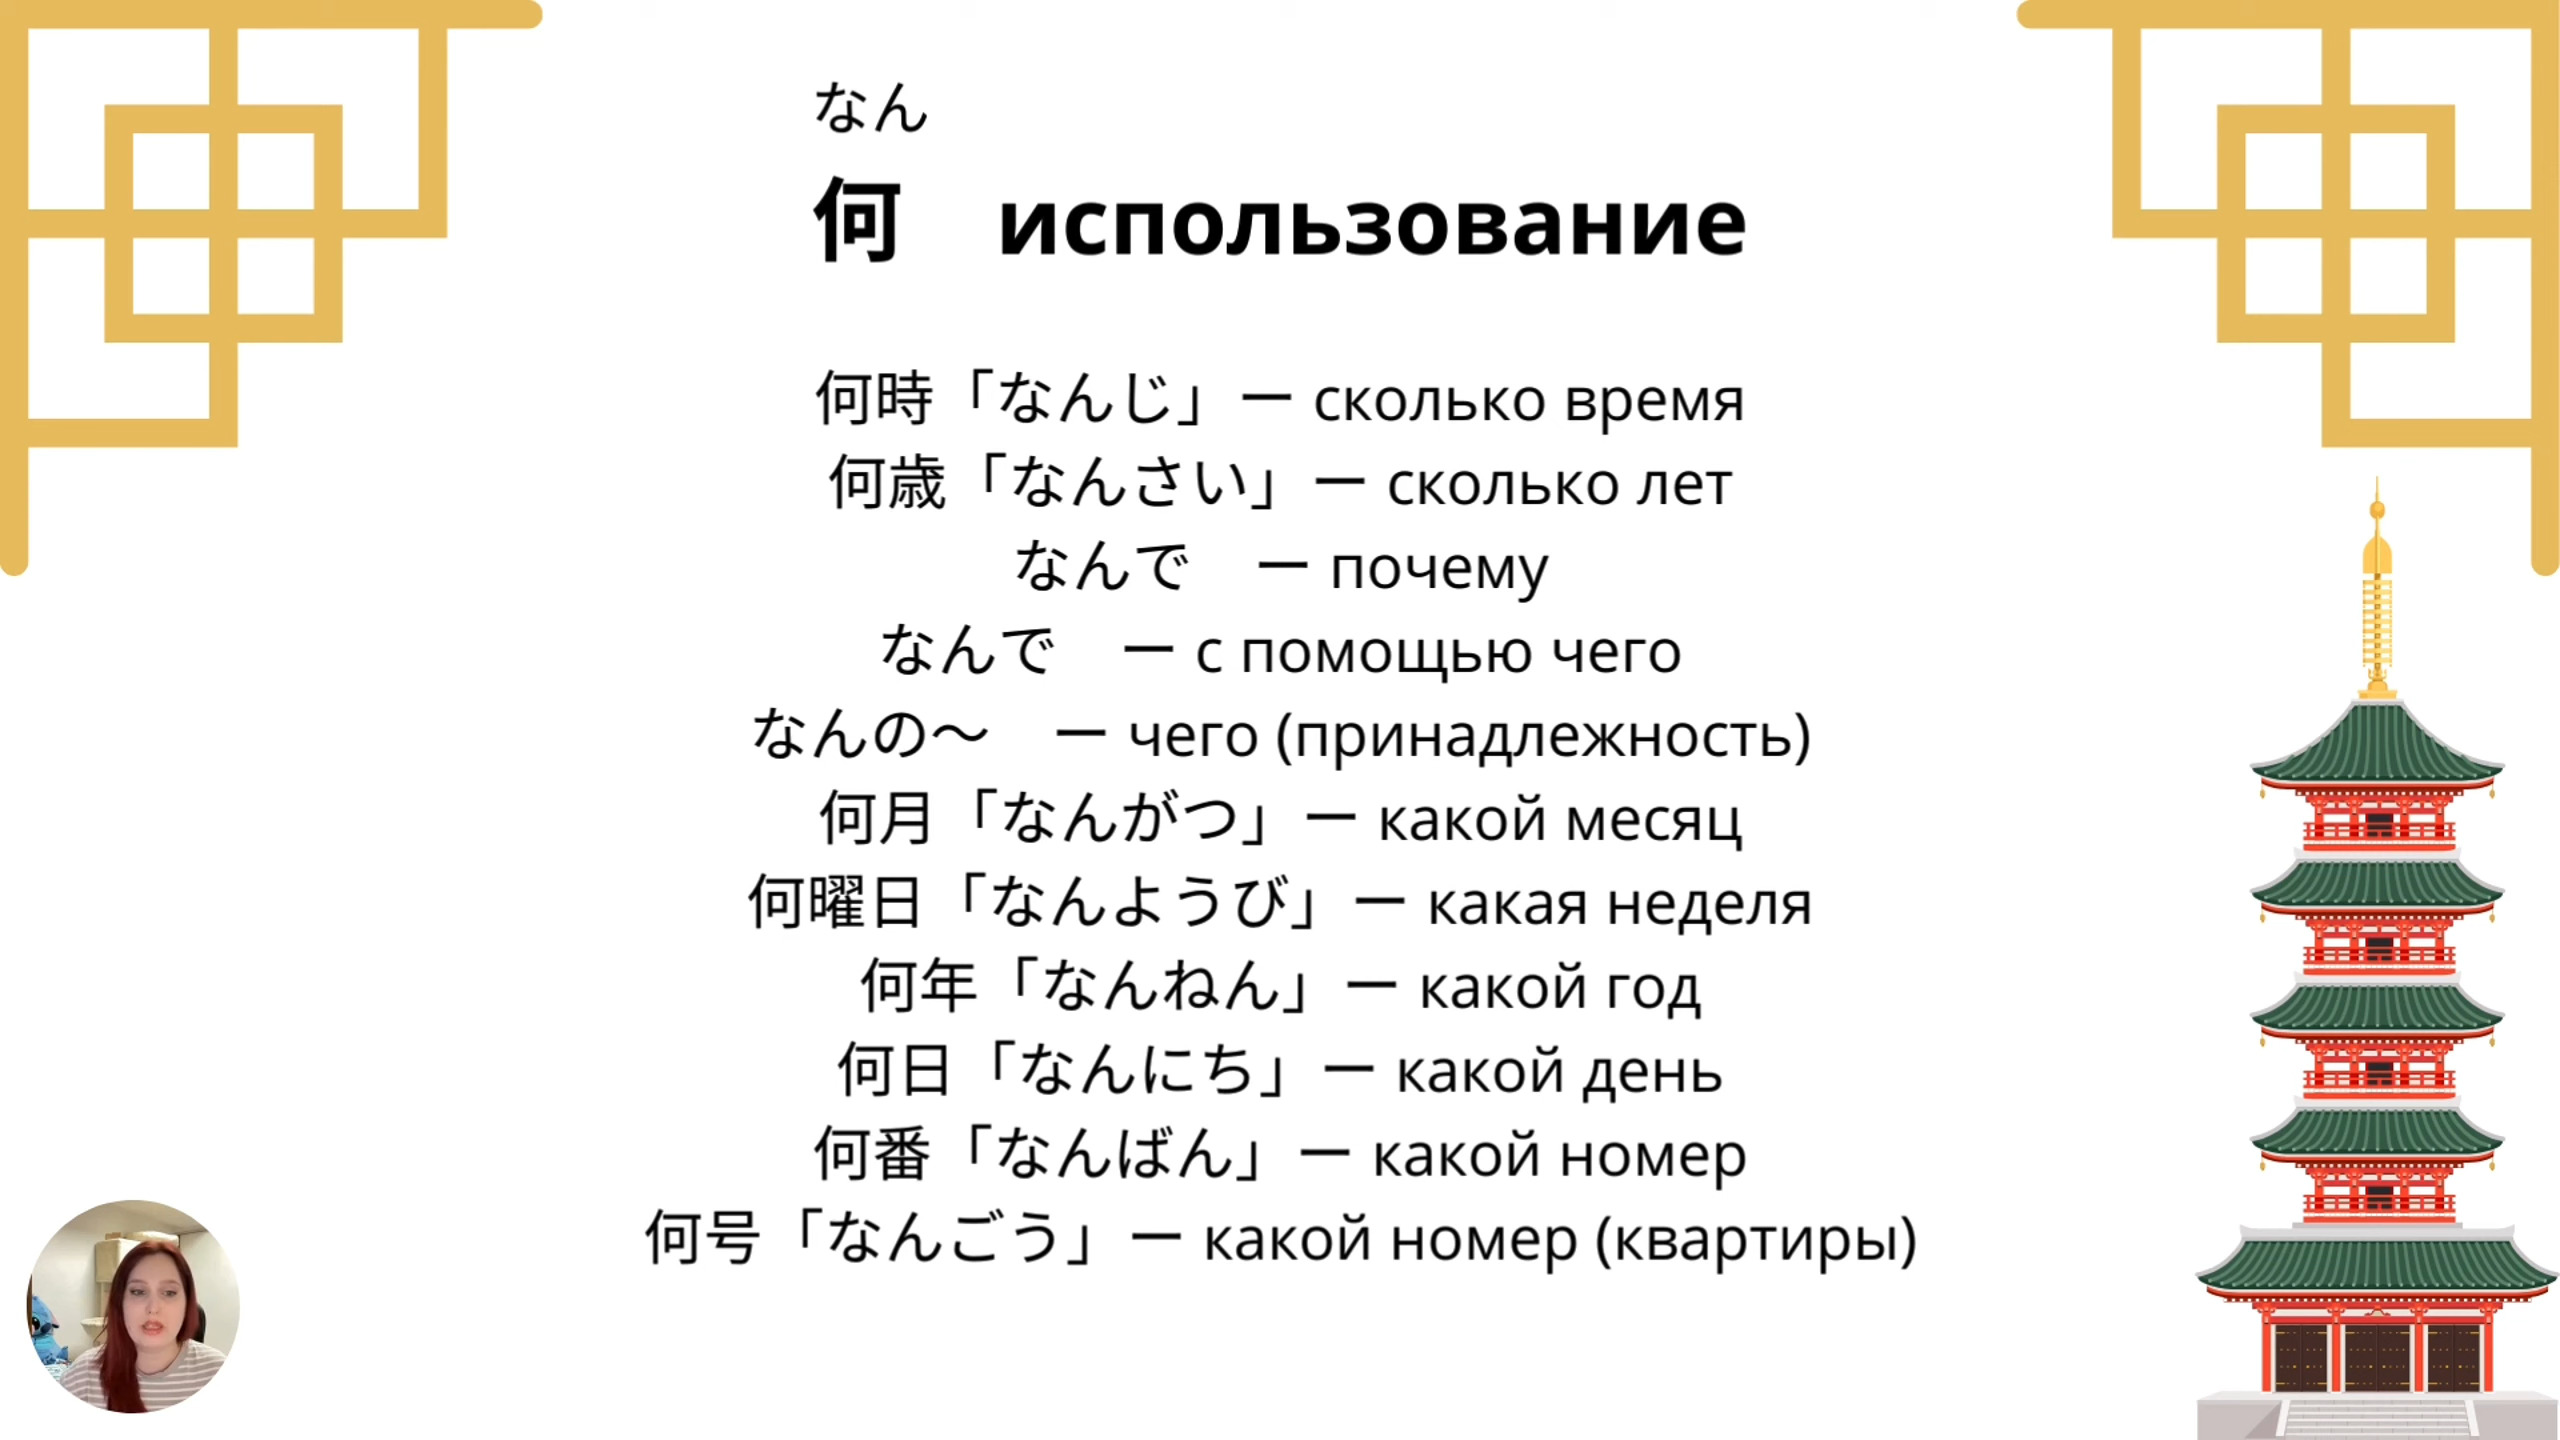 なん
何　использование
何時「なんじ」ー сколько время
何歳「なんさい」ー сколько лет
なんで　ー почему
なんで　ー с помощью чего
なんの～　ー чего (принадлежность)
何月「なんがつ」ー какой месяц
何曜日「なんようび」ー какая неделя
何年「なんねん」ー какой год
何日「なんにち」ー какой день
何番「なんばん」ー какой номер
何号「なんごう」ー какой номер (квартиры)